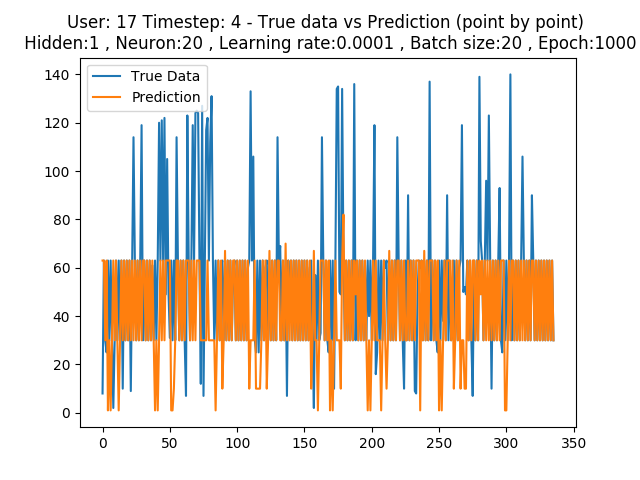 User: 17 Timestep: 4 - True data vs Prediction (point by point)
Hidden:1 , Neuron:20 , Learning rate:0.0001 , Batch size:20 , Epoch:1000
True Data
Prediction
140
120
100
80
60
40
20
0
0 50 100 150 200 250 300 350